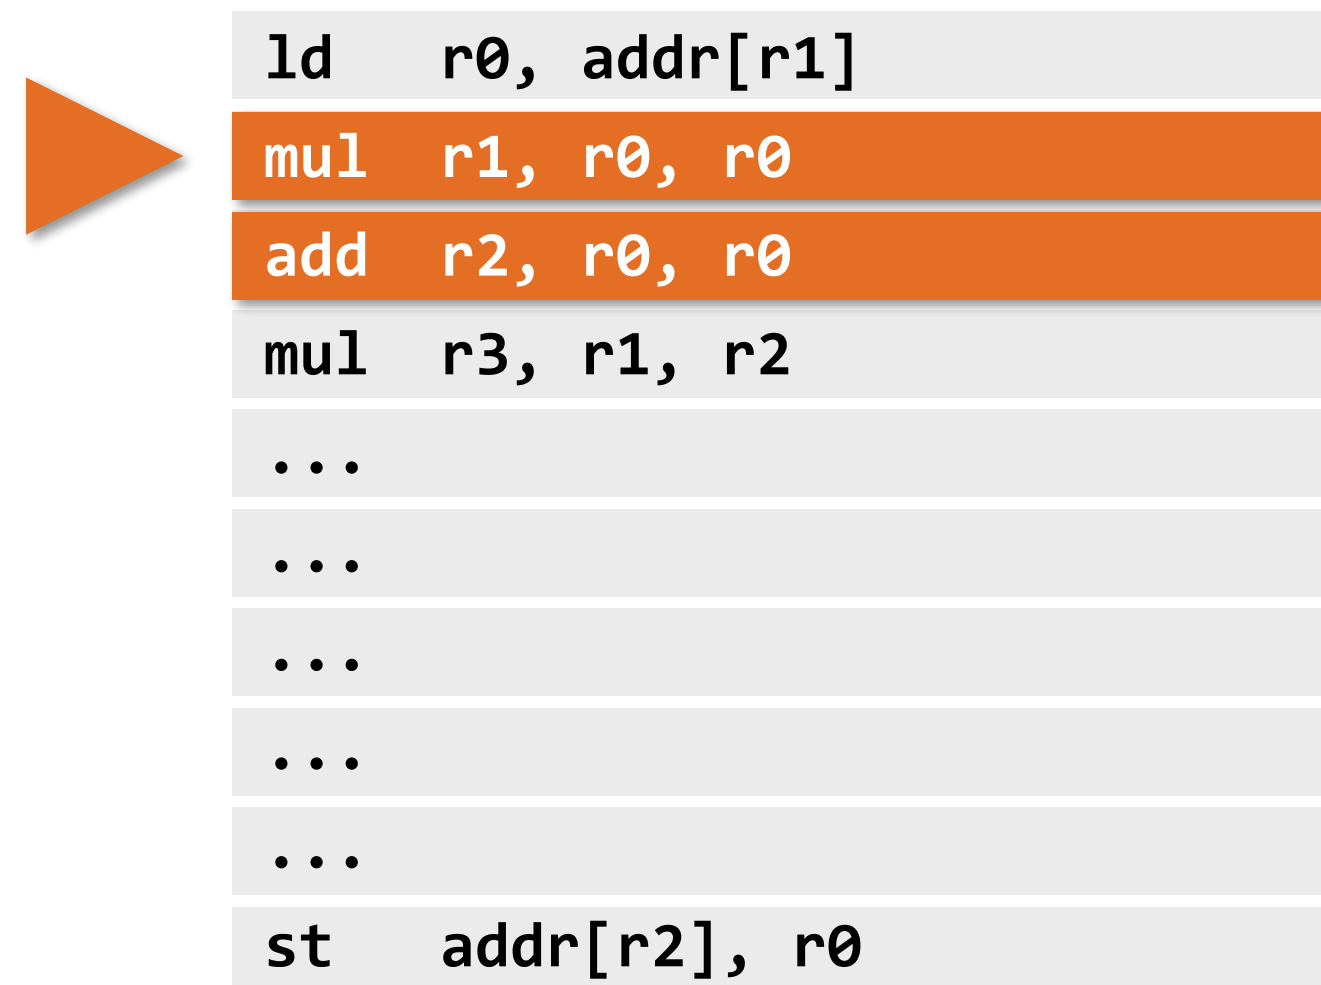 ld r0, addr[r1]
mul r1, r0, r0
add r2, r0, r0
mul r3, r1, r2
...
...
...
...
...
st addr[r2], r0